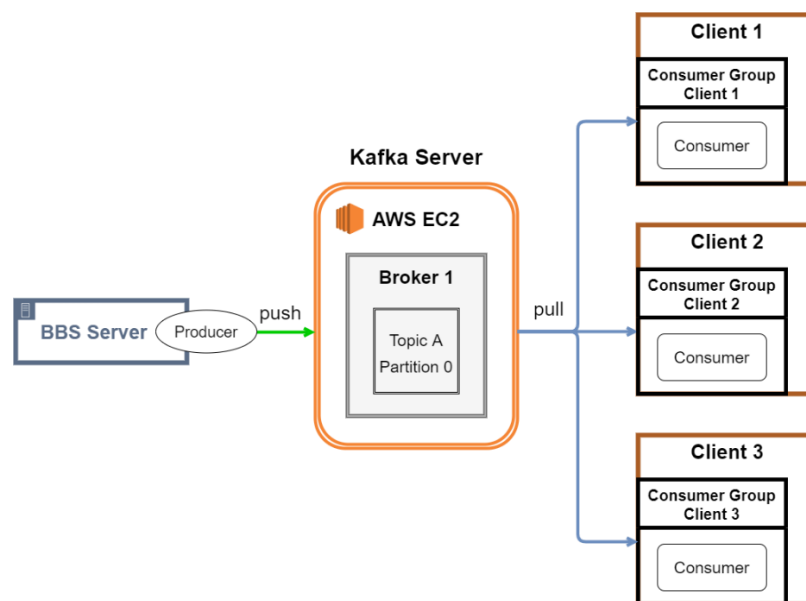 Client 1
Consumer Group
Client 1
Consumer
Kafka Server
AWS EC2
Client 2
Broker 1
Consumer Group
Client 2
push
pull
BBS Server
Producer
Topic A
Partition 0
Consumer
Client 3
Consumer Group
Client 3
Consumer